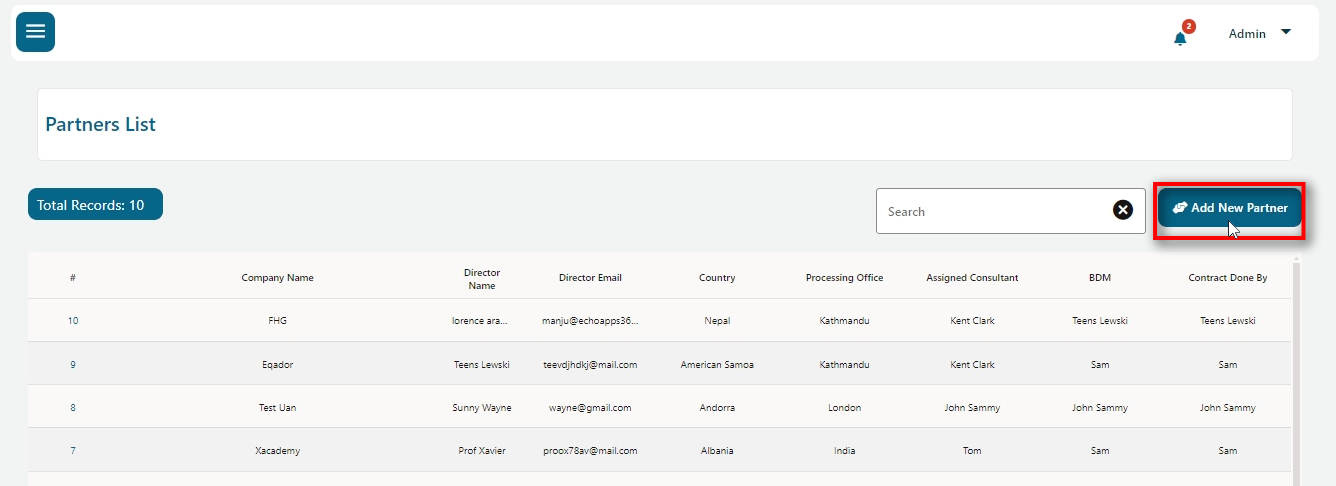 2
Admin
Partners List
Total Records: 10
Search
Add New Partner
# Company Name Director Name Director Email Country Processing Office Assigned Consultant BDM Contract Done By
10 FHG lorence ara... manju@echoapps36... Nepal Kathmandu Kent Clark Teens Lewski Teens Lewski
9 Eqador Teens Lewski teevdjhdkj@mail.com American Samoa Kathmandu Kent Clark Sam Sam
8 Test Uan Sunny Wayne wayne@gmail.com Andorra London John Sammy John Sammy John Sammy
7 Xacademy Prof Xavier proox78av@mail.com Albania India Tom Sam Sam